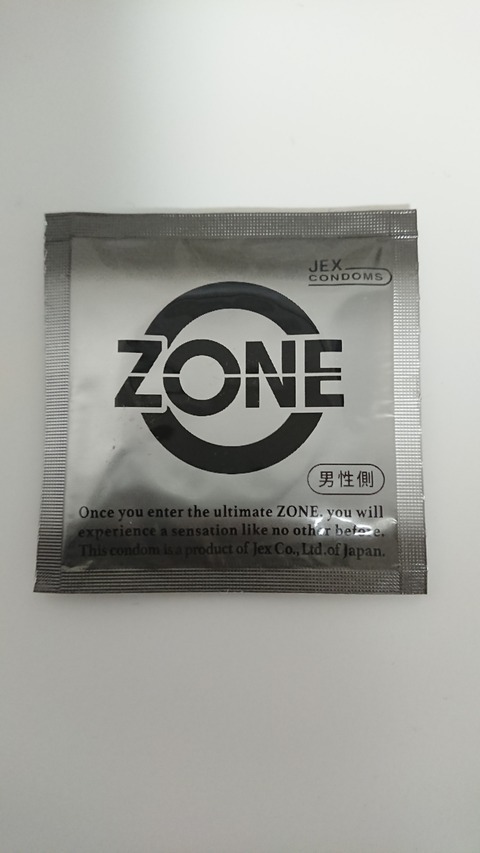 JEX
CONDOMS
ZONE
男性側
Once you enter the ultimate ZONE, you will
experience a sensation like no other before.
This condom is a product of Jex Co., Ltd. of Japan.